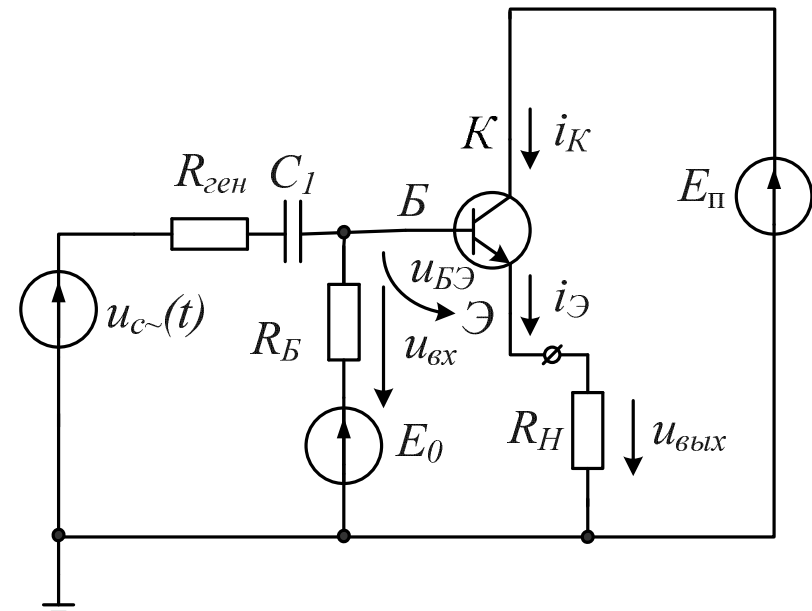 К
i_К
R_ген
C_1
Б
E_п
u_БЭ
i_Э
u_с~(t)
Э
R_Б
u_вх
E_0
R_Н
u_вых